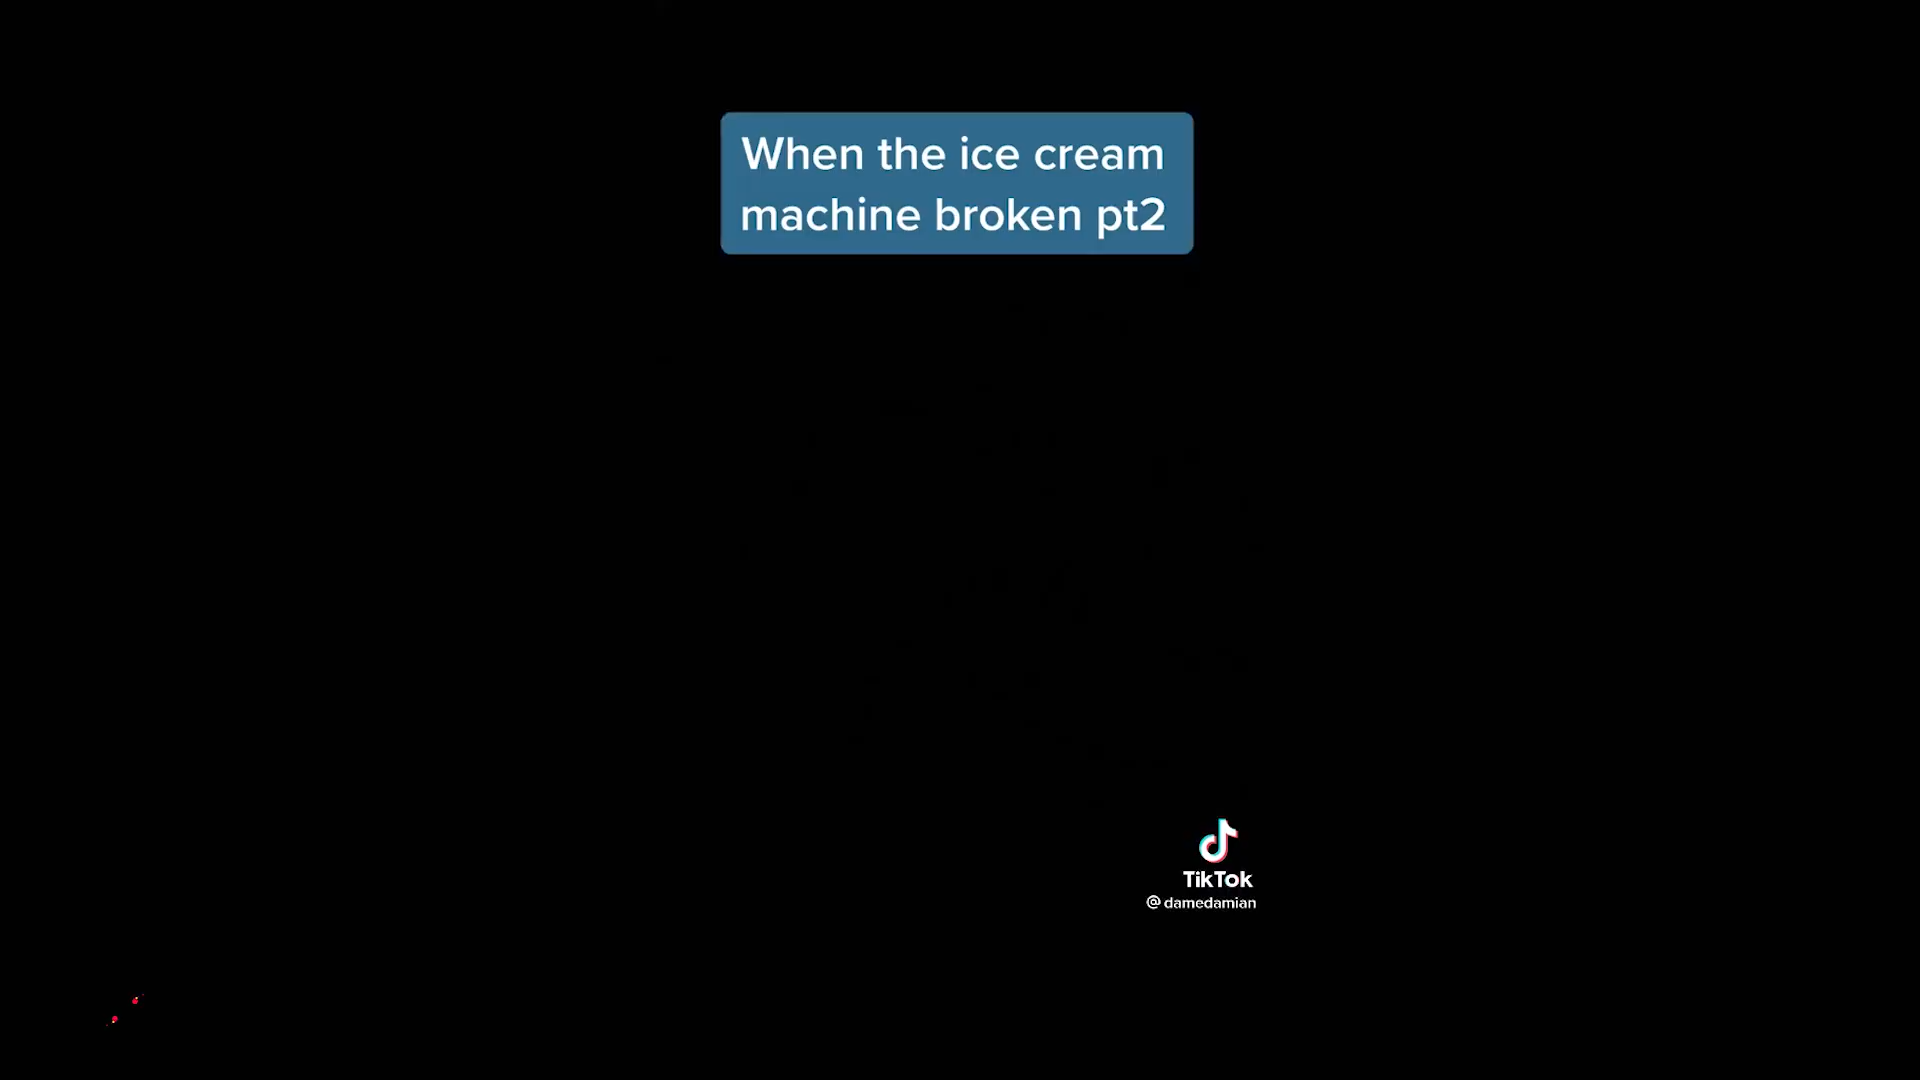 When the ice cream
machine broken pt2
TikTok
@damedamian